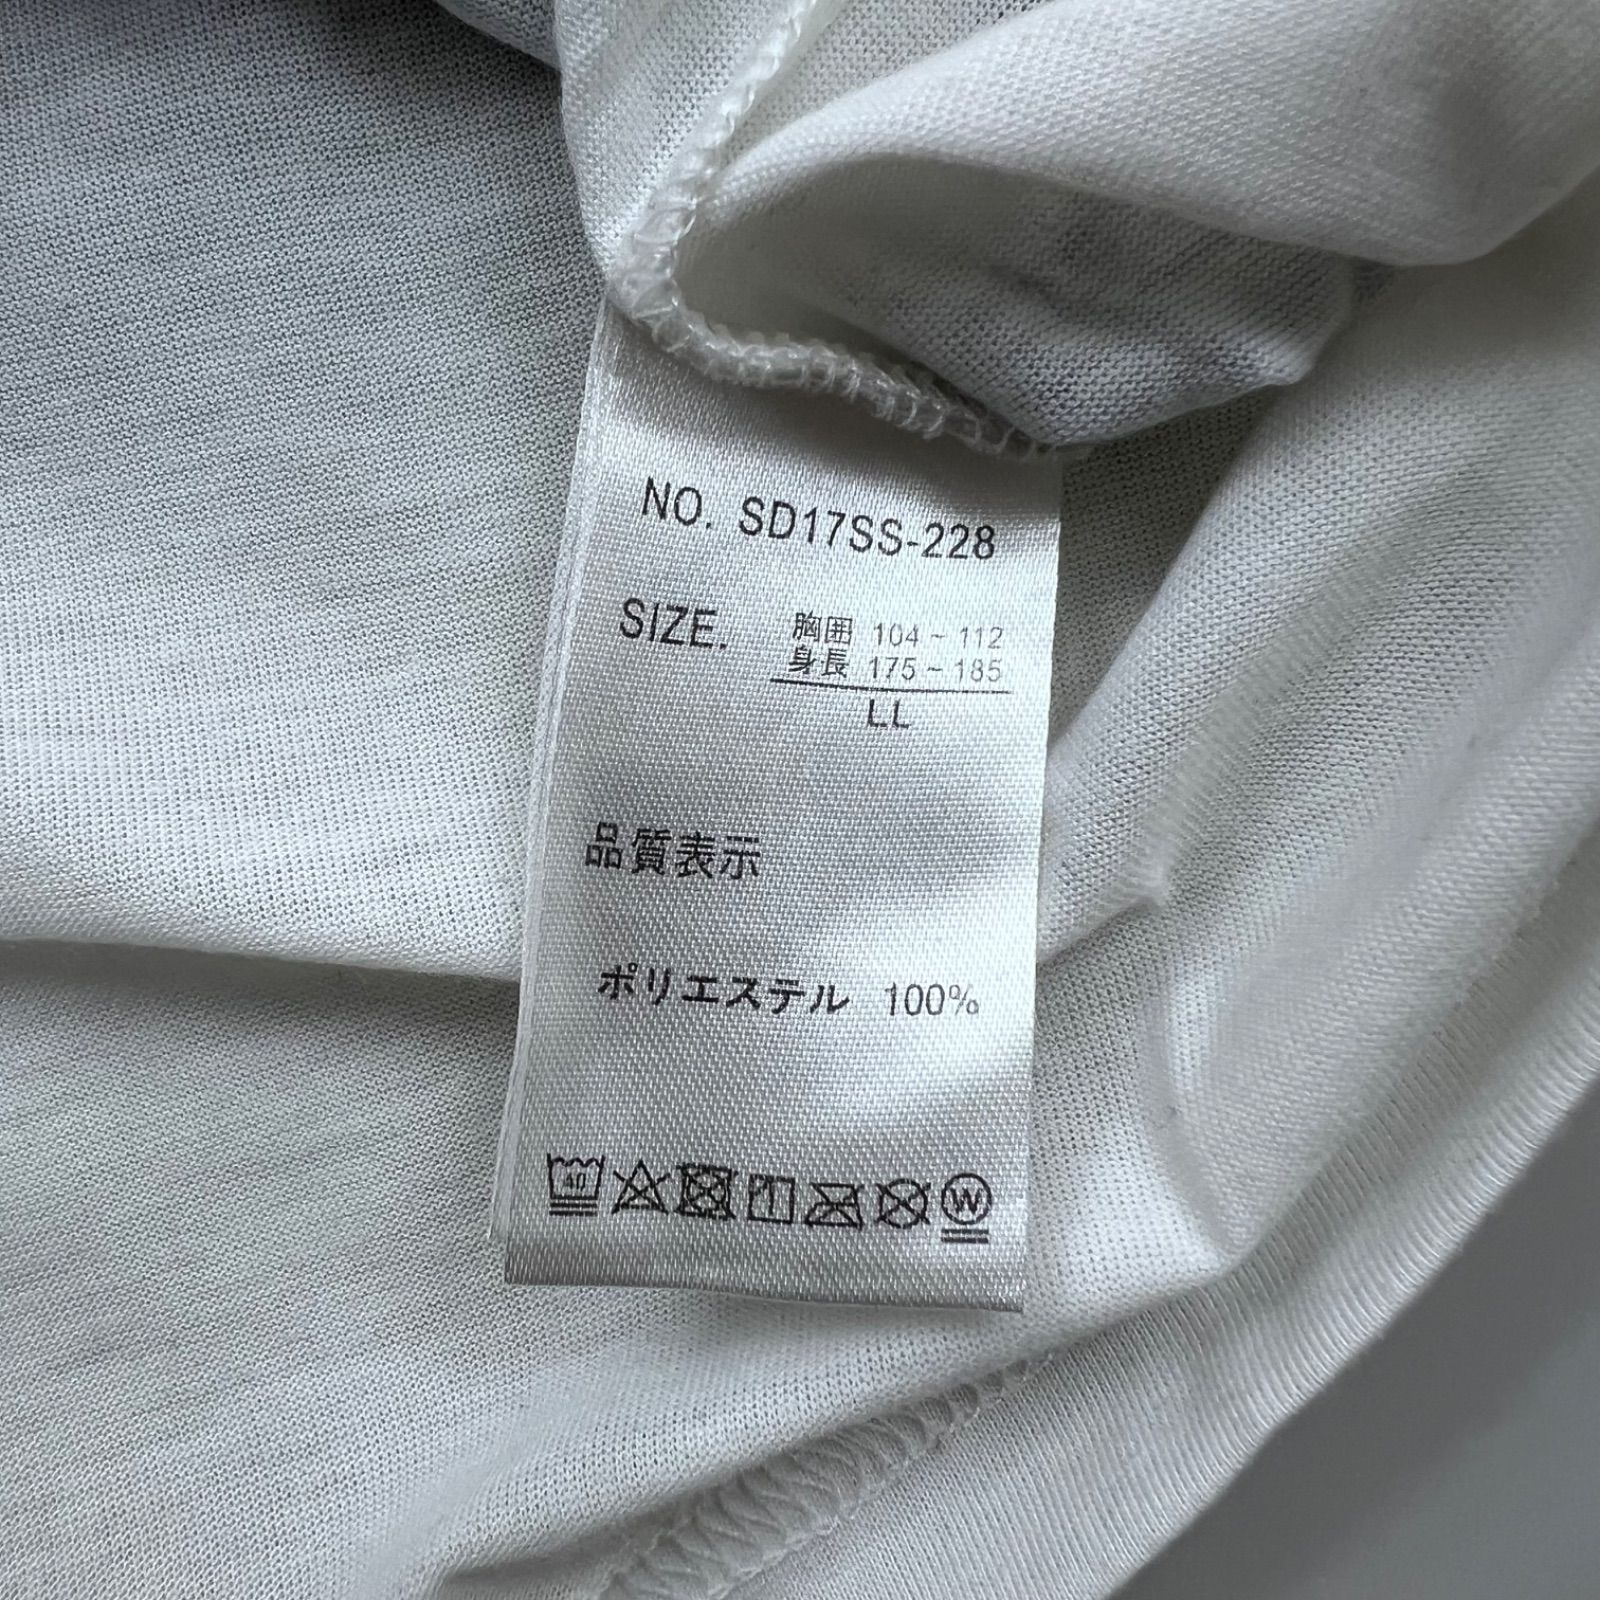 NO. SD17SS-228
SIZE. 胸囲 104~112
身長 175~185
LL
品質表示
ポリエステル 100%
40
W